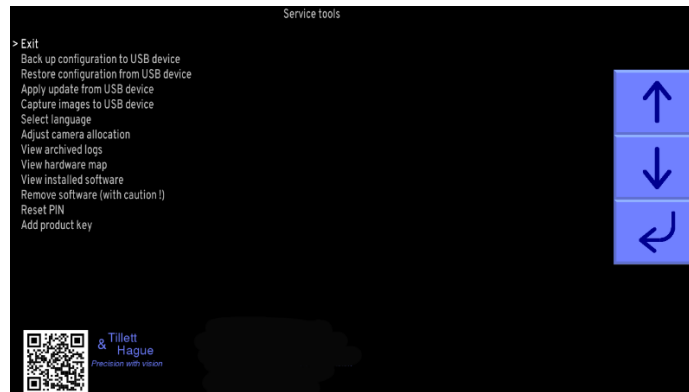 Service tools
> Exit
Back up configuration to USB device
Restore configuration from USB device
Apply update from USB device
Capture images to USB device
Select language
Adjust camera allocation
View archived logs
View hardware map
View installed software
Remove software (with caution !)
Reset PIN
Add product key
& Tillett
Hague
Precision with vision